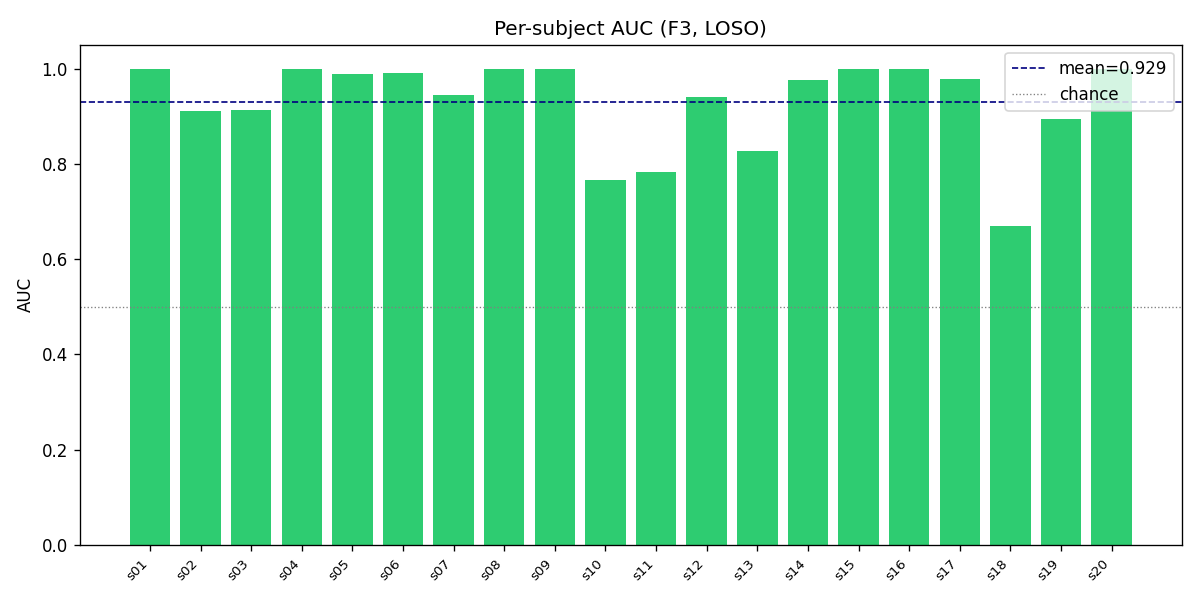 Per-subject AUC (F3, LOSO)
mean=0.929
chance
AUC
1.0
0.8
0.6
0.4
0.2
0.0
s01 s02 s03 s04 s05 s06 s07 s08 s09 s10 s11 s12 s13 s14 s15 s16 s17 s18 s19 s20